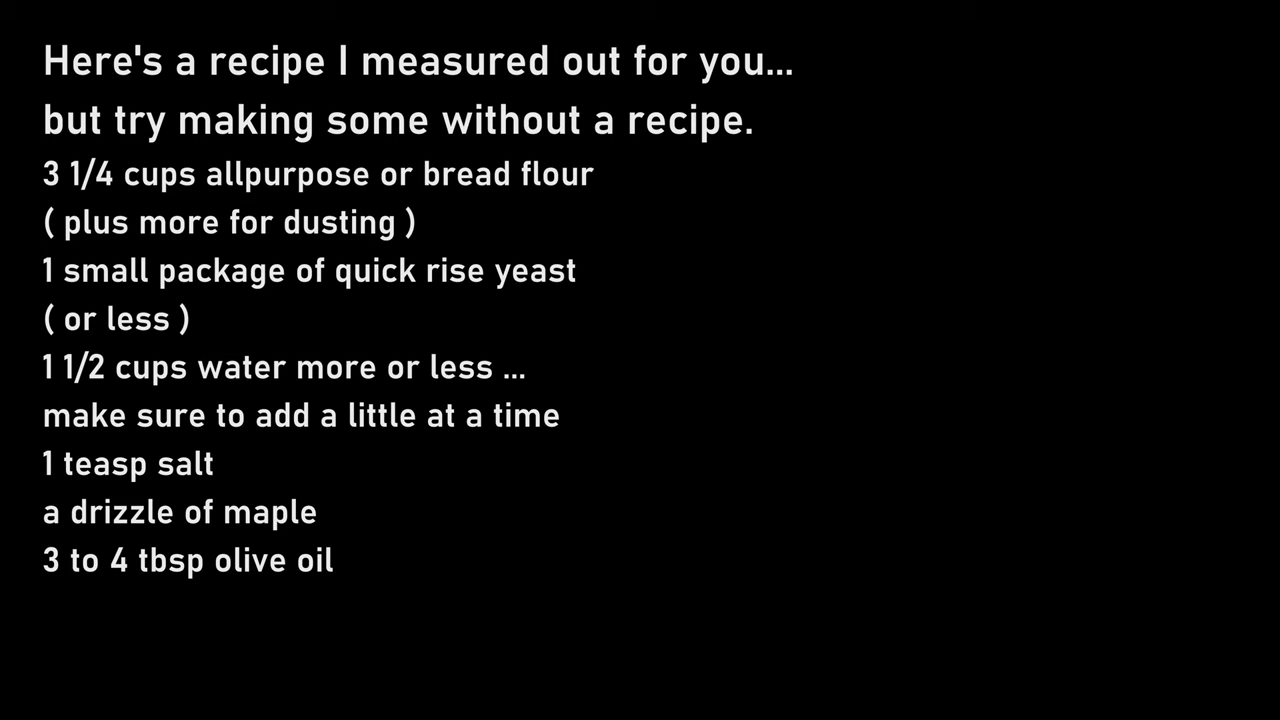 Here's a recipe I measured out for you...
but try making some without a recipe.
3 1/4 cups allpurpose or bread flour
( plus more for dusting )
1 small package of quick rise yeast
( or less )
1 1/2 cups water more or less ...
make sure to add a little at a time
1 teasp salt
a drizzle of maple
3 to 4 tbsp olive oil